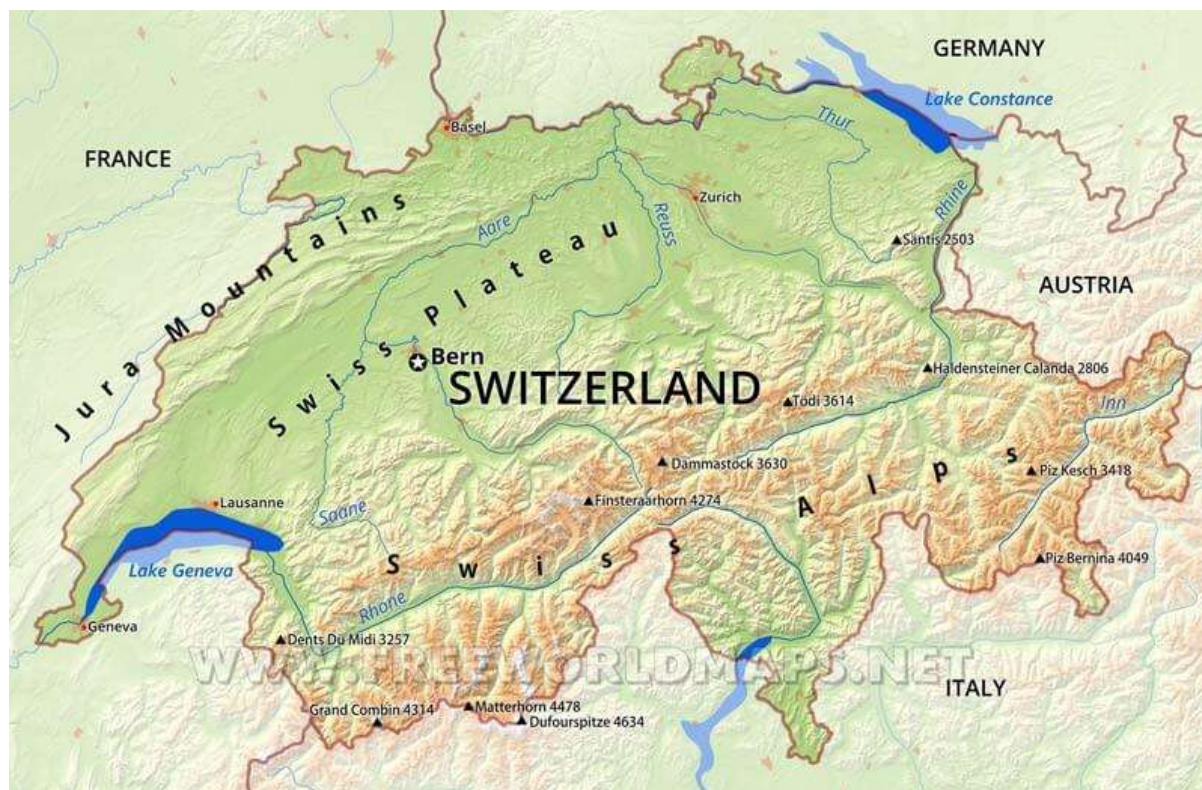 GERMANY
Lake Constance
Thur
Basel
FRANCE
Rhine
Zurich
Jura Mountains
Aare
Reuss
Säntis 2503
Swiss Plateau
AUSTRIA
Bern
SWITZERLAND
Haldensteiner Calanda 2806
Tödi 3614
Inn
Dammastock 3630
Piz Kesch 3418
Finsteraarhorn 4274
Lausanne
Saane
Swiss Alps
Piz Bernina 4049
Lake Geneva
Rhone
Geneva
Dents Du Midi 3257
WWW.FREEWORLDMAPS.NET
ITALY
Grand Combin 4314
Matterhorn 4478
Dufourspitze 4634